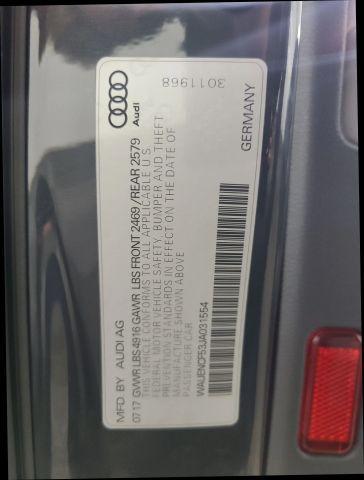 Audi
3011968
MFD. BY AUDI AG
07/17 GVWR LBS 4916 GAWR LBS FRONT 2469 /REAR 2579
THIS VEHICLE CONFORMS TO ALL APPLICABLE U S
FEDERAL MOTOR VEHICLE SAFETY, BUMPER AND THEFT
PREVENTION STANDARDS IN EFFECT ON THE DATE OF
MANUFACTURE SHOWN ABOVE
PASSENGER CAR
WAUENCF53JA031554
GERMANY